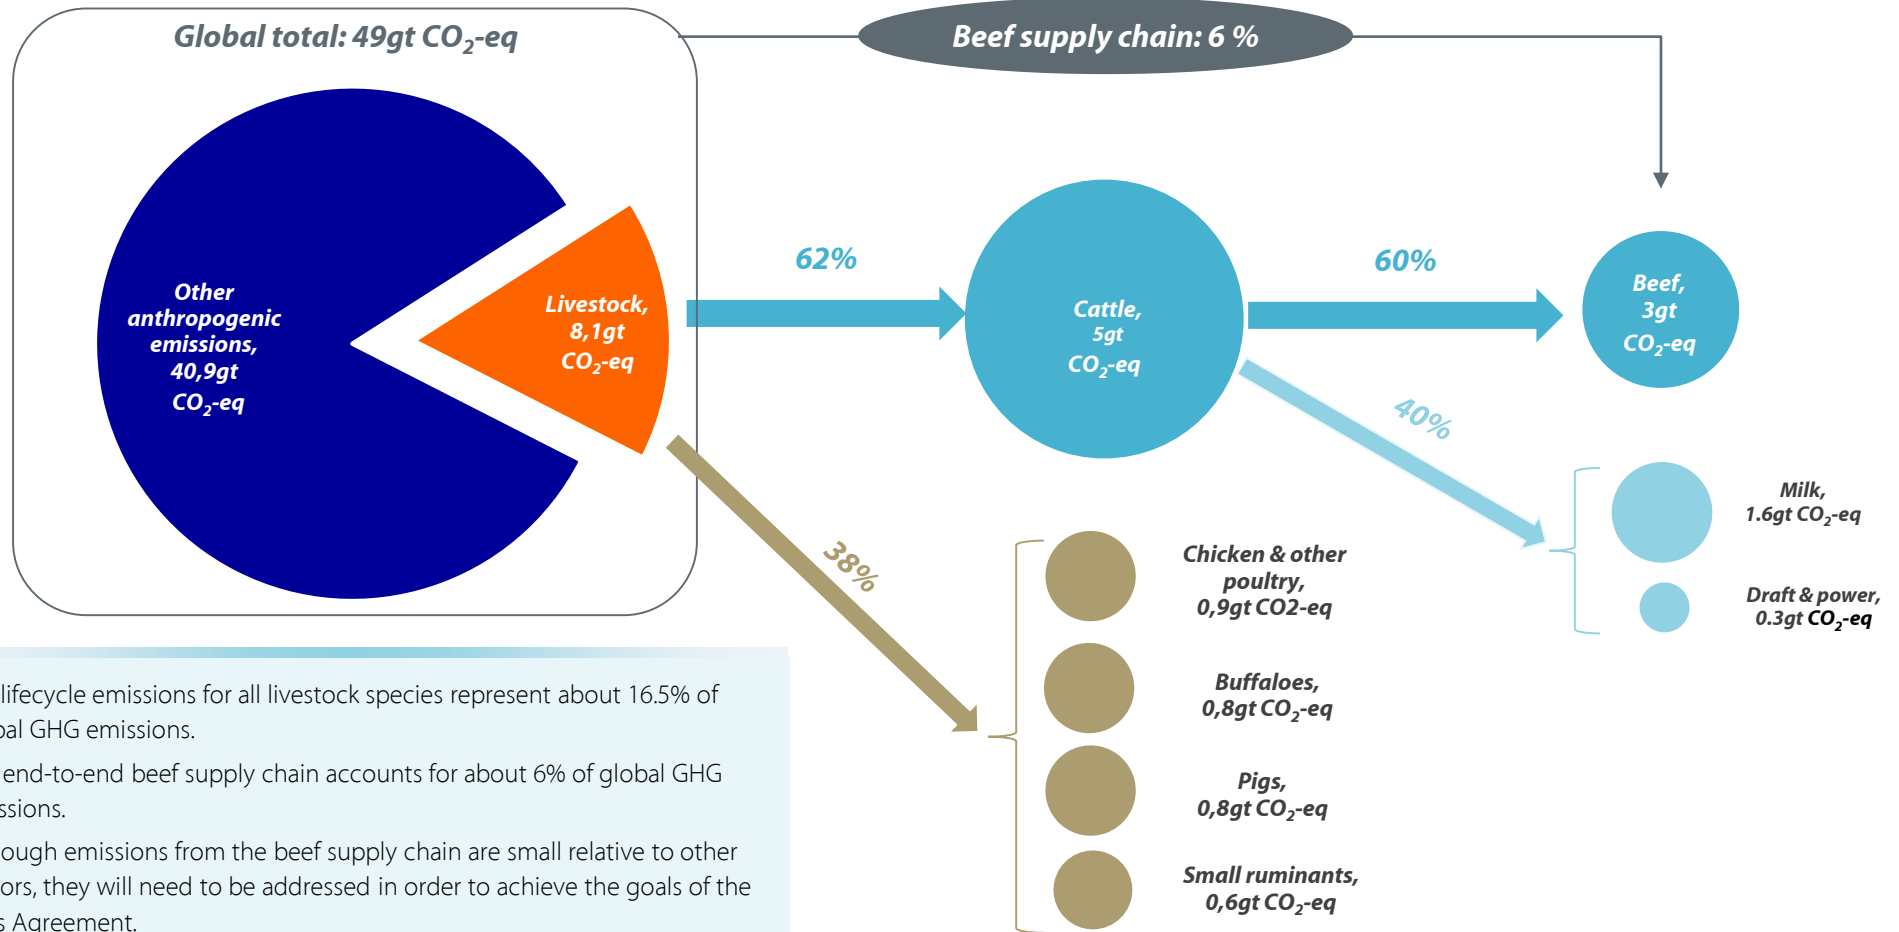 Global total: 49gt CO₂-eq
Beef supply chain: 6 %
Other
anthropogenic
emissions,
40,9gt
CO₂-eq
Livestock,
8,1gt
CO₂-eq
62%
Cattle,
5gt
CO₂-eq
60%
Beef,
3gt
CO₂-eq
40%
Milk,
1.6gt CO₂-eq
Draft & power,
0.3gt CO₂-eq
38%
Chicken & other
poultry,
0,9gt CO2-eq
Buffaloes,
0,8gt CO₂-eq
Pigs,
0,8gt CO₂-eq
Small ruminants,
0,6gt CO₂-eq
lifecycle emissions for all livestock species represent about 16.5% of
GHG emissions.
end-to-end beef supply chain accounts for about 6% of global GHG
emissions from the beef supply chain are small relative to other
they will need to be addressed in order to achieve the goals of the
Agreement.